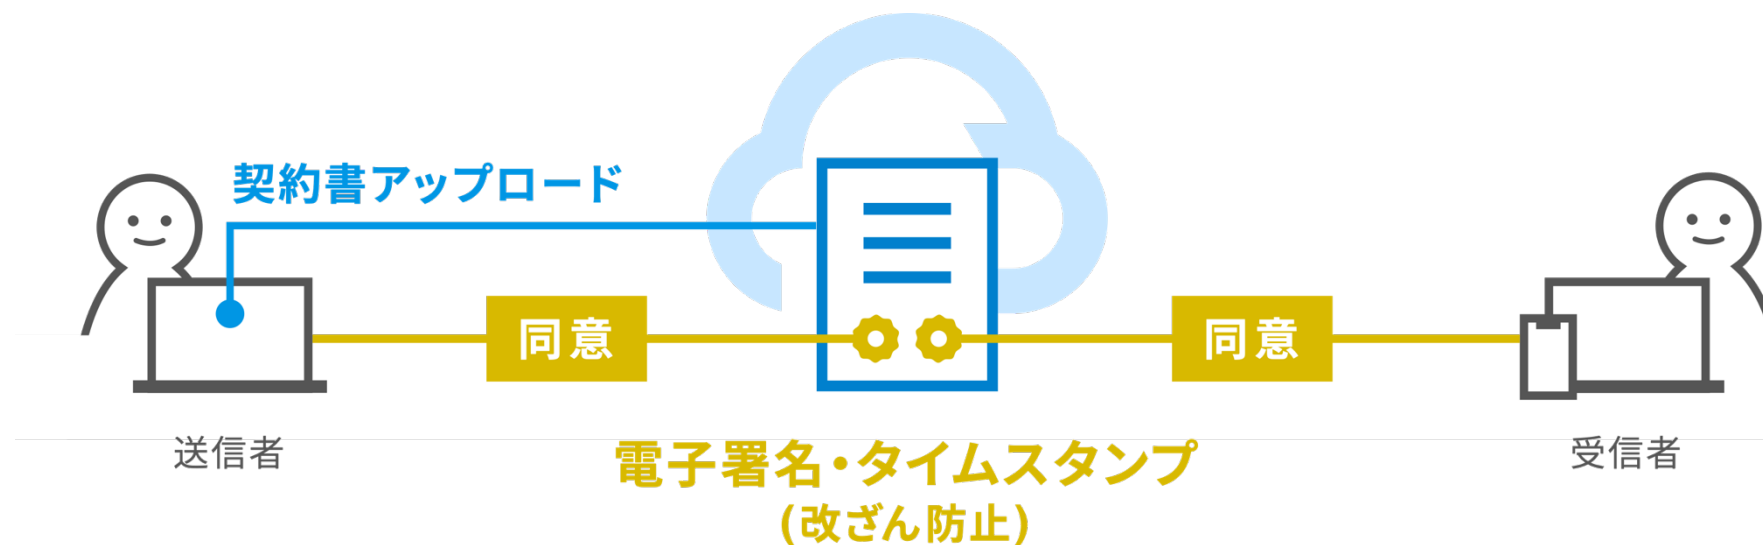 契約書アップロード
同意
同意
送信者
電子署名・タイムスタンプ
(改ざん防止)
受信者